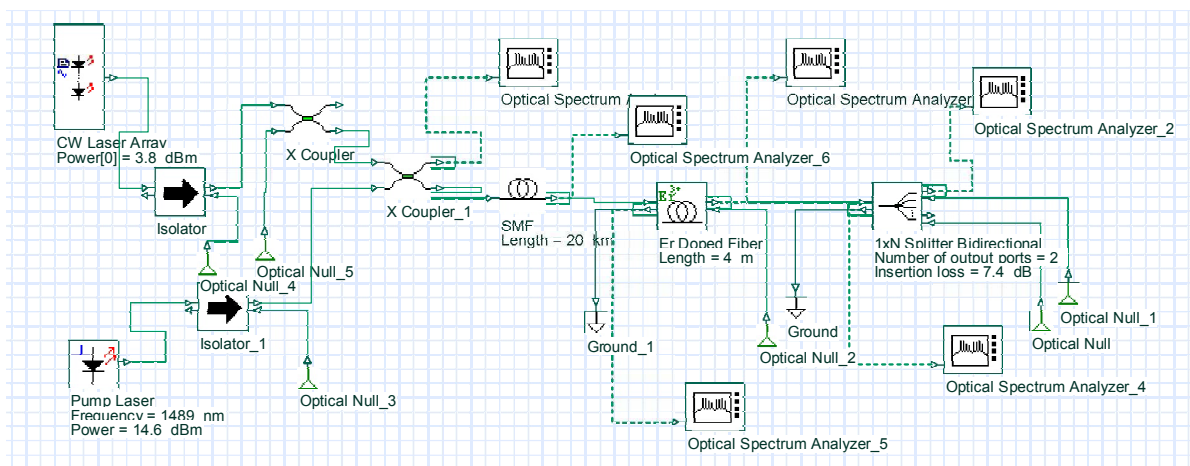 Optical Spectrum A
Optical Spectrum Analyzer
Optical Spectrum Analyzer_2
Optical Spectrum Analyzer_6
CW Laser Array
Power[0] = 3.8 dBm
X Coupler
Isolator
X Coupler_1
SMF
Length = 20 km
Er Doped Fiber
Length = 4 m
1xN Splitter Bidirectional
Number of output ports = 2
Insertion loss = 7.4 dB
Optical Null_5
Optical Null_4
Isolator_1
Ground_1
Optical Null_2
Ground
Optical Null_1
Optical Null
Optical Null_3
Pump Laser
Frequency = 1489 nm
Power = 14.6 dBm
Optical Spectrum Analyzer_4
Optical Spectrum Analyzer_5